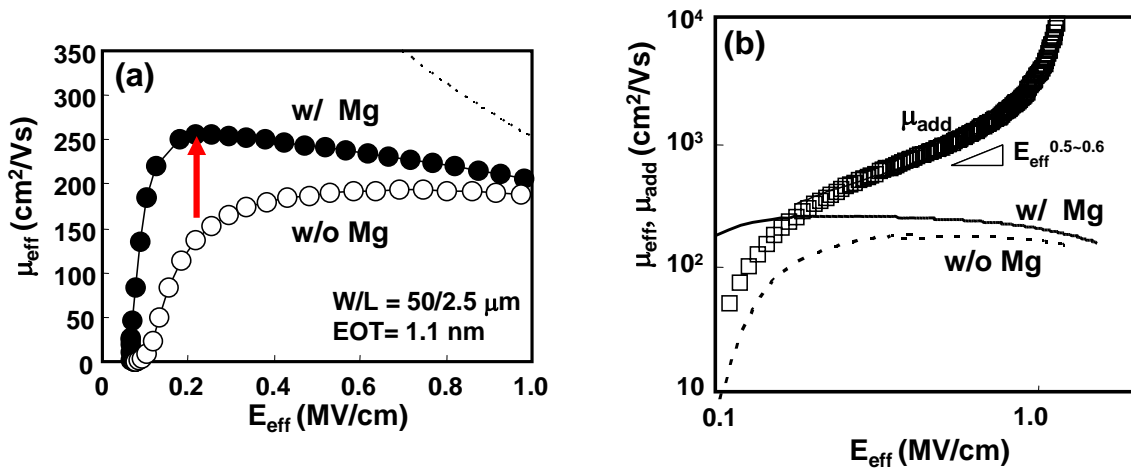 (a)
350
300
250
200
150
100
50
0
μeff (cm2/Vs)
w/ Mg
w/o Mg
W/L = 50/2.5 μm
EOT= 1.1 nm
0 0.2 0.4 0.6 0.8 1.0
Eeff (MV/cm)
(b)
10^4
10^3
10^2
10
μeff, μadd (cm2/Vs)
μadd
Eeff^0.5~0.6
w/ Mg
w/o Mg
0.1 1.0
Eeff (MV/cm)